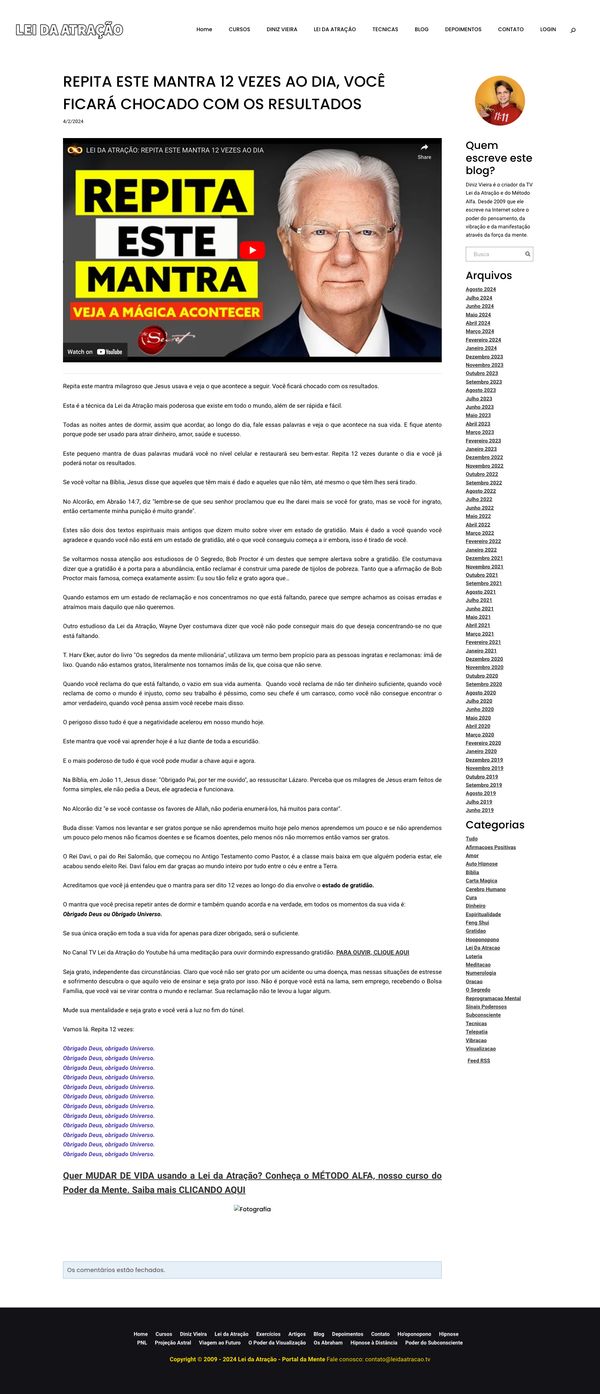 LEI DA ATRAÇÃO
Home CURSOS DINIZ VIEIRA LEI DA ATRAÇÃO TECNICAS BLOG DEPOIMENTOS CONTATO LOGIN
REPITA ESTE MANTRA 12 VEZES AO DIA, VOCÊ
FICARÁ CHOCADO COM OS RESULTADOS
4/2/2024
LEI DA ATRAÇÃO: REPITA ESTE MANTRA 12 VEZES AO DIA
Share
REPITA
ESTE
MANTRA
VEJA A MÁGICA ACONTECER
Secret
Watch on YouTube
Repita este mantra milagroso que Jesus usava e veja o que acontece a seguir. Você ficará chocado com os resultados.
Esta é a técnica da Lei da Atração mais poderosa que existe em todo o mundo, além de ser rápida e fácil.
Todas as noites antes de dormir, assim que acordar, ao longo do dia, fale essas palavras e veja o que acontece na sua vida. E fique atento
porque pode ser usado para atrair dinheiro, amor, saúde e sucesso.
Este pequeno mantra de duas palavras mudará você no nível celular e restaurará seu bem-estar. Repita 12 vezes durante o dia e você já
poderá notar os resultados.
Se você voltar na Bíblia, Jesus disse que aqueles que têm mais é dado e aqueles que não têm, até mesmo o que têm lhes será tirado.
No Alcorão, em Abraão 14:7, diz "lembre-se de que seu senhor proclamou que eu lhe darei mais se você for grato, mas se você for ingrato,
então certamente minha punição é muito grande".
Estes são dois dos textos espirituais mais antigos que dizem muito sobre viver em estado de gratidão. Mais é dado a você quando você
agradece e quando você não está em um estado de gratidão, até o que você conseguiu começa a ir embora, isso é tirado de você.
Se voltarmos nossa atenção aos estudiosos de O Segredo, Bob Proctor é um destes que sempre alertava sobre a gratidão. Ele costumava
dizer que a gratidão é a porta para a abundância, então reclamar é construir uma parede de tijolos de pobreza. Tanto que a afirmação de Bob
Proctor mais famosa, começa exatamente assim: Eu sou tão feliz e grato agora que...
Quando estamos em um estado de reclamação e nos concentramos no que está faltando, parece que sempre achamos as coisas erradas e
atraímos mais daquilo que não queremos.
Outro estudioso da Lei da Atração, Wayne Dyer costumava dizer que você não pode conseguir mais do que deseja concentrando-se no que
está faltando.
T. Harv Eker, autor do livro "Os segredos da mente milionária", utilizava um termo bem propício para as pessoas ingratas e reclamonas: ímã de
lixo. Quando não estamos gratos, literalmente nos tornamos ímãs de lix, que coisa que não serve.
Quando você reclama do que está faltando, o vazio em sua vida aumenta. Quando você reclama de não ter dinheiro suficiente, quando você
reclama de como o mundo é injusto, como seu trabalho é péssimo, como seu chefe é um carrasco, como você não consegue encontrar o
amor verdadeiro, quando você pensa assim você recebe mais disso.
O perigoso disso tudo é que a negatividade acelerou em nosso mundo hoje.
Este mantra que você vai aprender hoje é a luz diante de toda a escuridão.
E o mais poderoso de tudo é que você pode mudar a chave aqui e agora.
Na Bíblia, em João 11, Jesus disse: "Obrigado Pai, por ter me ouvido", ao ressuscitar Lázaro. Perceba que os milagres de Jesus eram feitos de
forma simples, ele não pedia a Deus, ele agradecia e funcionava.
No Alcorão diz "e se você contasse os favores de Allah, não poderia enumerá-los, há muitos para contar".
Buda disse: Vamos nos levantar e ser gratos porque se não aprendemos muito hoje pelo menos aprendemos um pouco e se não aprendemos
um pouco pelo menos não ficamos doentes e se ficamos doentes, pelo menos nós não morremos então vamos ser gratos.
O Rei Davi, o pai do Rei Salomão, que começou no Antigo Testamento como Pastor, é a classe mais baixa em que alguém poderia estar, ele
acabou sendo eleito Rei. Davi falou em dar graças ao mundo inteiro por tudo entre o céu e entre a Terra.
Acreditamos que você já entendeu que o mantra para ser dito 12 vezes ao longo do dia envolve o estado de gratidão.
O mantra que você precisa repetir antes de dormir e também quando acorda e na verdade, em todos os momentos da sua vida é:
Obrigado Deus ou Obrigado Universo.
Se sua única oração em toda a sua vida for apenas para dizer obrigado, será o suficiente.
No Canal TV Lei da Atração do Youtube há uma meditação para ouvir dormindo expressando gratidão. PARA OUVIR, CLIQUE AQUI
Seja grato, independente das circunstâncias. Claro que você não ser grato por um acidente ou uma doença, mas nessas situações de estresse
e sofrimento descubra o que aquilo veio de ensinar e seja grato por isso. Não é porque você está na lama, sem emprego, recebendo o Bolsa
Família, que você vai se virar contra o mundo e reclamar. Sua reclamação não te levou a lugar algum.
Mude sua mentalidade e seja grato e você verá a luz no fim do túnel.
Vamos lá. Repita 12 vezes:
Obrigado Deus, obrigado Universo.
Obrigado Deus, obrigado Universo.
Obrigado Deus, obrigado Universo.
Obrigado Deus, obrigado Universo.
Obrigado Deus, obrigado Universo.
Obrigado Deus, obrigado Universo.
Obrigado Deus, obrigado Universo.
Obrigado Deus, obrigado Universo.
Obrigado Deus, obrigado Universo.
Obrigado Deus, obrigado Universo.
Obrigado Deus, obrigado Universo.
Obrigado Deus, obrigado Universo.
Quer MUDAR DE VIDA usando a Lei da Atração? Conheça o MÉTODO ALFA, nosso curso do
Poder da Mente. Saiba mais CLICANDO AQUI
Fotografia
Os comentários estão fechados.
11:11
Quem
escreve este
blog?
Diniz Vieira é o criador da TV
Lei da Atração e do Método
Alfa. Desde 2009 que ele
escreve na Internet sobre o
poder do pensamento, da
vibração e da manifestação
através da força da mente.
Busca
Arquivos
Agosto 2024
Julho 2024
Junho 2024
Maio 2024
Abril 2024
Março 2024
Fevereiro 2024
Janeiro 2024
Dezembro 2023
Novembro 2023
Outubro 2023
Setembro 2023
Agosto 2023
Julho 2023
Junho 2023
Maio 2023
Abril 2023
Março 2023
Fevereiro 2023
Janeiro 2023
Dezembro 2022
Novembro 2022
Outubro 2022
Setembro 2022
Agosto 2022
Julho 2022
Junho 2022
Maio 2022
Abril 2022
Março 2022
Fevereiro 2022
Janeiro 2022
Dezembro 2021
Novembro 2021
Outubro 2021
Setembro 2021
Agosto 2021
Julho 2021
Junho 2021
Maio 2021
Abril 2021
Março 2021
Fevereiro 2021
Janeiro 2021
Dezembro 2020
Novembro 2020
Outubro 2020
Setembro 2020
Agosto 2020
Julho 2020
Junho 2020
Maio 2020
Abril 2020
Março 2020
Fevereiro 2020
Janeiro 2020
Dezembro 2019
Novembro 2019
Outubro 2019
Setembro 2019
Agosto 2019
Julho 2019
Junho 2019
Categorias
Tudo
Afirmacoes Positivas
Amor
Auto Hipnose
Bíblia
Carta Magica
Cerebro Humano
Cura
Dinheiro
Espiritualidade
Feng Shui
Gratidao
Hooponopono
Lei Da Atracao
Loteria
Meditacao
Numerologia
Oracao
O Segredo
Reprogramacao Mental
Sinais Poderosos
Subconsciente
Tecnicas
Telepatia
Vibracao
Visualizacao
Feed RSS
Home Cursos Diniz Vieira Lei da Atração Exercícios Artigos Blog Depoimentos Contato Ho'oponopono Hipnose
PNL Projeção Astral Viagem ao Futuro O Poder da Visualização Os Abraham Hipnose à Distância Poder do Subconsciente
Copyright © 2009 - 2024 Lei da Atração - Portal da Mente Fale conosco: contato@leidaatracao.tv